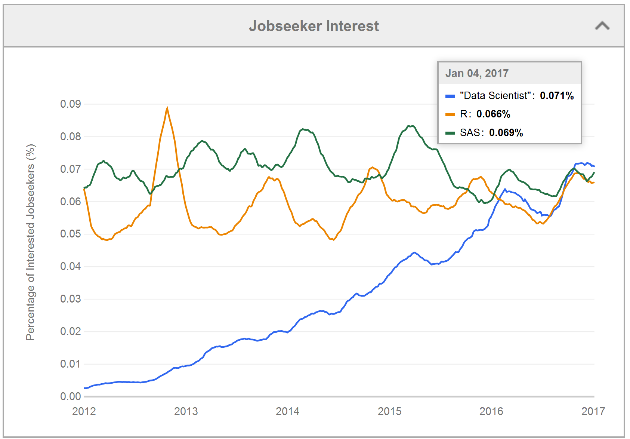 Jobseeker Interest
Jan 04, 2017
"Data Scientist": 0.071%
R: 0.066%
SAS: 0.069%
Percentage of Interested Jobseekers (%)
0.09
0.08
0.07
0.06
0.05
0.04
0.03
0.02
0.01
0.00
2012 2013 2014 2015 2016 2017